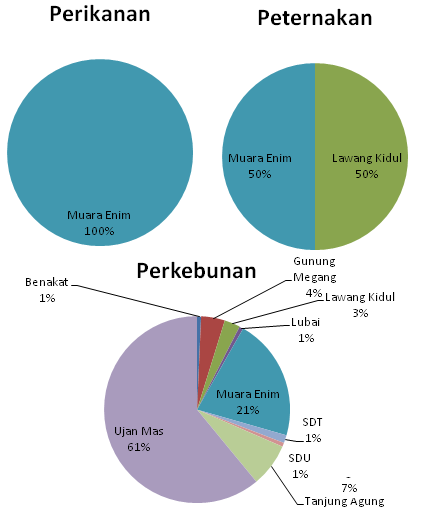 Perikanan
Muara Enim
100%
Peternakan
Muara Enim
50%
Lawang Kidul
50%
Perkebunan
Benakat
1%
Gunung
Megang
4%
Lawang Kidul
3%
Lubai
1%
Muara Enim
21%
SDT
1%
SDU
1%
7%
Tanjung Agung
Ujan Mas
61%